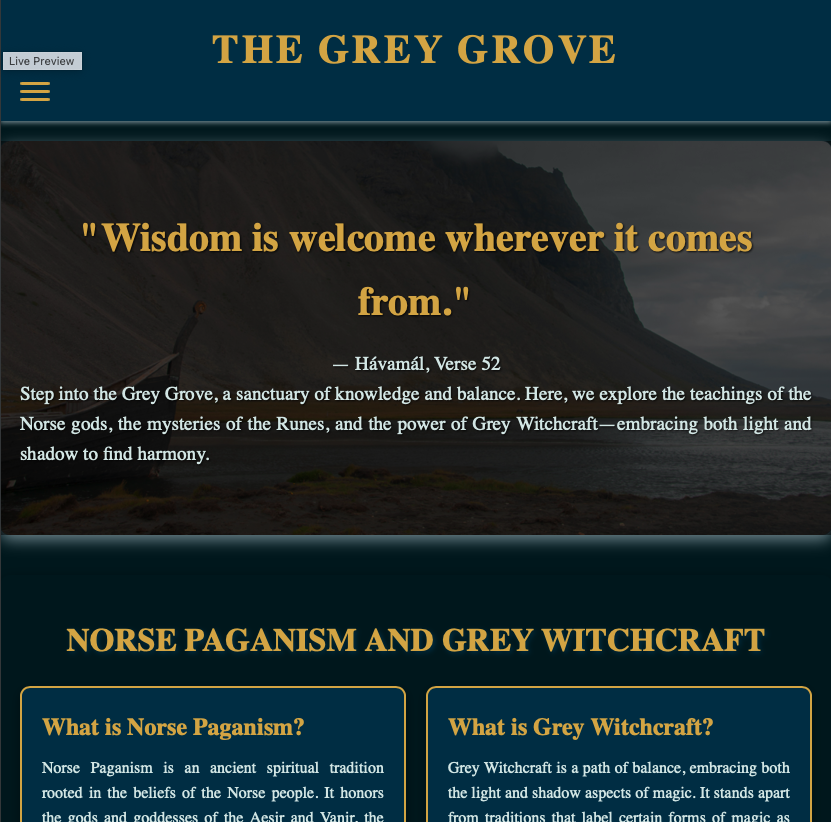 THE GREY GROVE
Live Preview
"Wisdom is welcome wherever it comes
from."
— Hávamál, Verse 52
Step into the Grey Grove, a sanctuary of knowledge and balance. Here, we explore the teachings of the
Norse gods, the mysteries of the Runes, and the power of Grey Witchcraft—embracing both light and
shadow to find harmony.
NORSE PAGANISM AND GREY WITCHCRAFT
What is Norse Paganism?
Norse Paganism is an ancient spiritual tradition
rooted in the beliefs of the Norse people. It honors
the gods and goddesses of the Aesir and Vanir, the
What is Grey Witchcraft?
Grey Witchcraft is a path of balance, embracing both
the light and shadow aspects of magic. It stands apart
from traditions that label certain forms of magic as